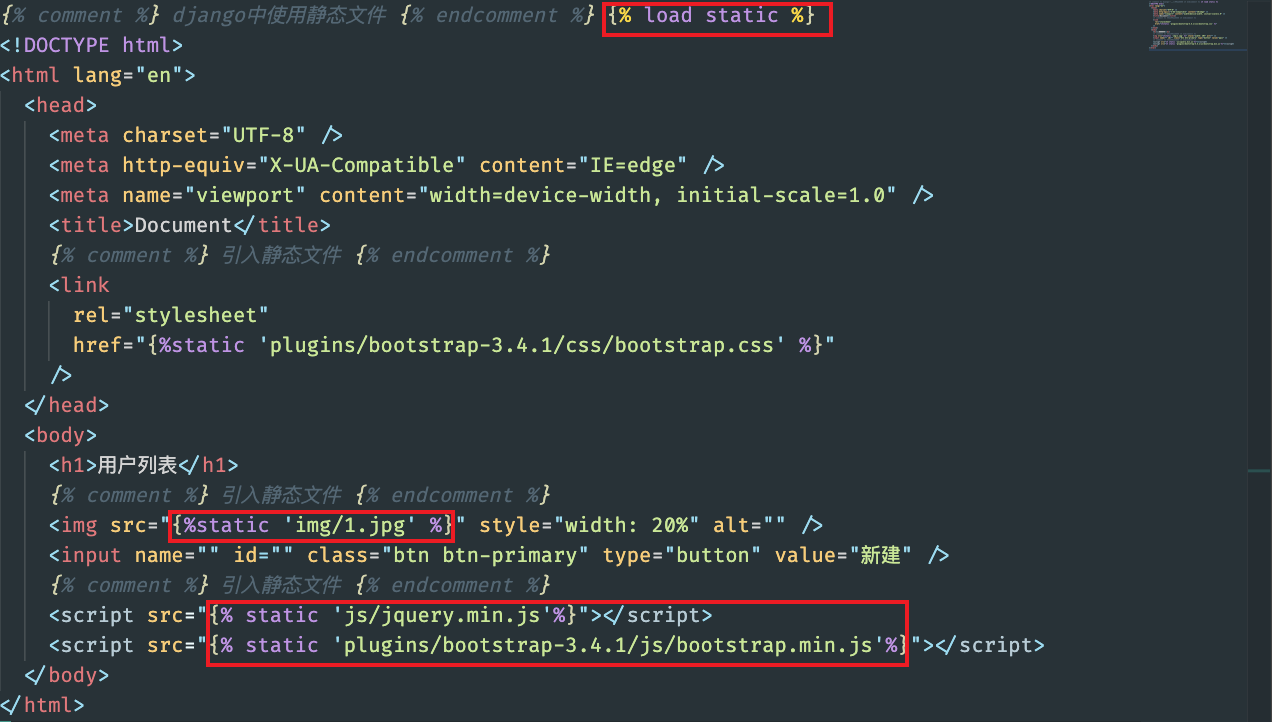 {% comment %} django中使用静态文件 {% endcomment %} {% load static %}
<!DOCTYPE html>
<html lang="en">
<head>
<meta charset="UTF-8" />
<meta http-equiv="X-UA-Compatible" content="IE=edge" />
<meta name="viewport" content="width=device-width, initial-scale=1.0" />
<title>Document</title>
{% comment %} 引入静态文件 {% endcomment %}
<link
rel="stylesheet"
href="{%static 'plugins/bootstrap-3.4.1/css/bootstrap.css' %}"
/>
</head>
<body>
<h1>用户列表</h1>
{% comment %} 引入静态文件 {% endcomment %}
<img src="{%static 'img/1.jpg' %}" style="width: 20%" alt="" />
<input name="" id="" class="btn btn-primary" type="button" value="新建" />
{% comment %} 引入静态文件 {% endcomment %}
<script src="{% static 'js/jquery.min.js'%}"></script>
<script src="{% static 'plugins/bootstrap-3.4.1/js/bootstrap.min.js'%}"></script>
</body>
</html>